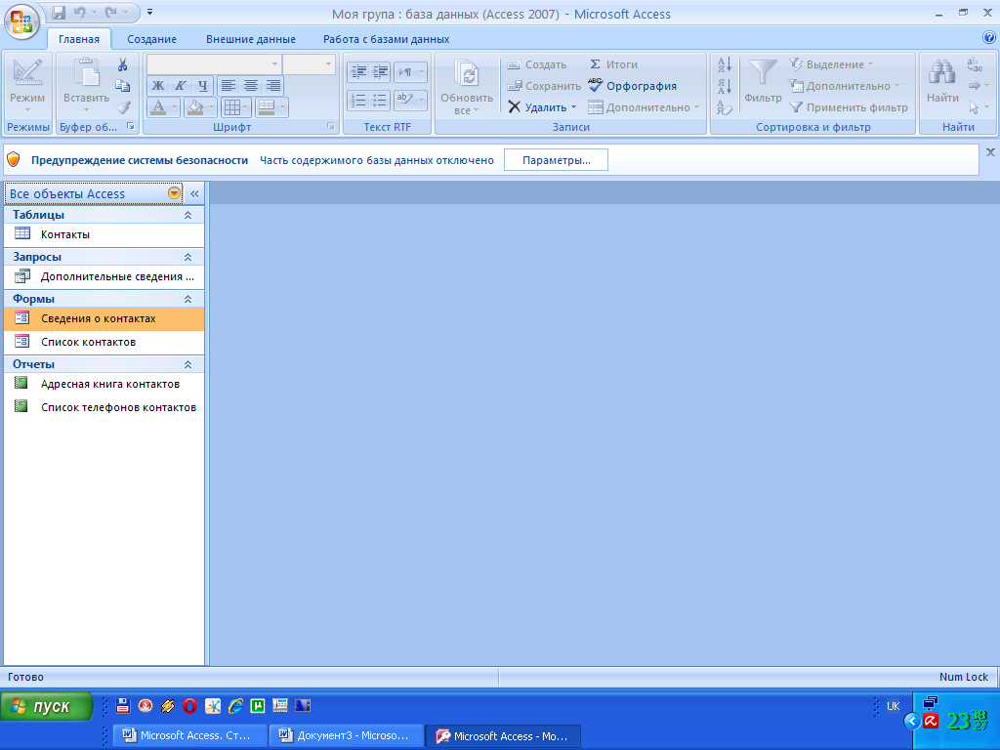 Моя група : база данных (Access 2007) - Microsoft Access
Главная Создание Внешние данные Работа с базами данных
Режим
Режимы
Вставить
Буфер об...
Ж К Ч
А
Шрифт
Текст RTF
Обновить все
Создать
Сохранить
Удалить
Итоги
Орфография
Дополнительно
Записи
Фильтр
Выделение
Дополнительно
Применить фильтр
Сортировка и фильтр
Найти
Найти
Предупреждение системы безопасности Часть содержимого базы данных отключено Параметры...
Все объекты Access «
Таблицы
Контакты
Запросы
Дополнительные сведения ...
Формы
Сведения о контактах
Список контактов
Отчеты
Адресная книга контактов
Список телефонов контактов
Готово Num Lock
пуск UK
Microsoft Access. Ст... Документ3 - Microso... Microsoft Access - Mo...
23 38 27